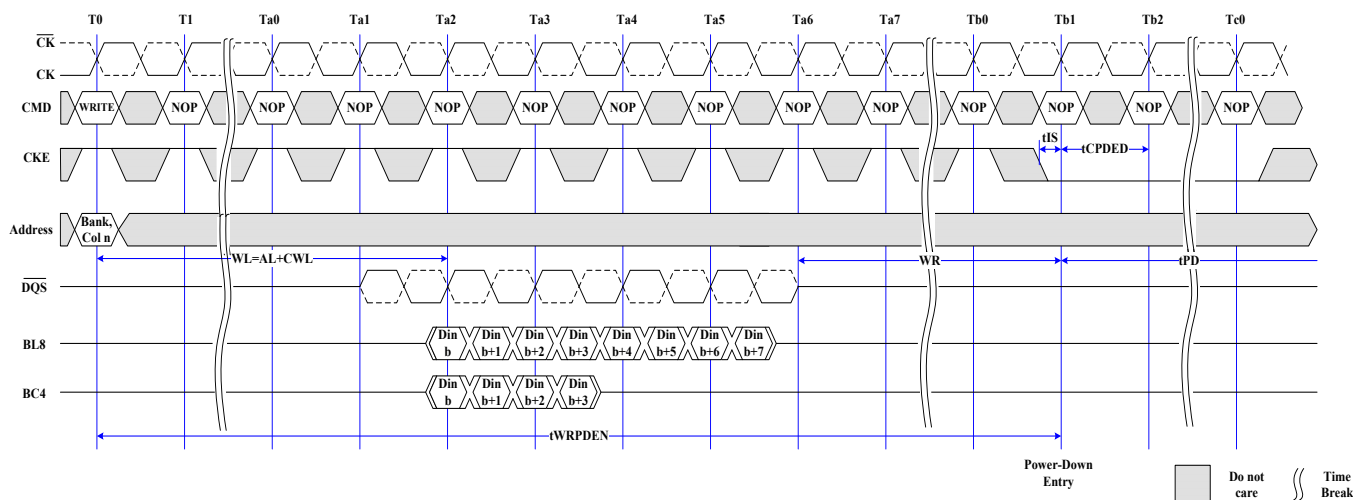 T0 T1 Ta0 Ta1 Ta2 Ta3 Ta4 Ta5 Ta6 Ta7 Tb0 Tb1 Tb2 Tc0
CK
CK
CMD WRITE NOP NOP NOP NOP NOP NOP NOP NOP NOP NOP NOP NOP NOP
tIS tCPDED
CKE
Address Bank, Col n
WL=AL+CWL WR tPD
DQS
BL8 Din b Din b+1 Din b+2 Din b+3 Din b+4 Din b+5 Din b+6 Din b+7
BC4 Din b Din b+1 Din b+2 Din b+3
tWRPDEN
Power-Down Entry
Do not care
Time Break